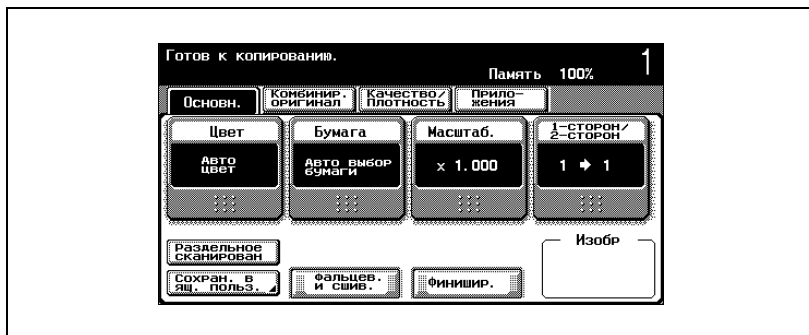 Готов к копированию.
1
Память 100%
Основн.
Комбинир.
оригинал
Качество/
Плотность
Прило-
жения
Цвет
Бумага
Масштаб.
1-сторон/
2-сторон
Авто
цвет
Авто выбор
бумаги
x 1.000
1 ➔ 1
Раздельное
сканирован
Изобр
Сохран. в
ящ. польз.
Фальцев.
и сшив.
Финишир.